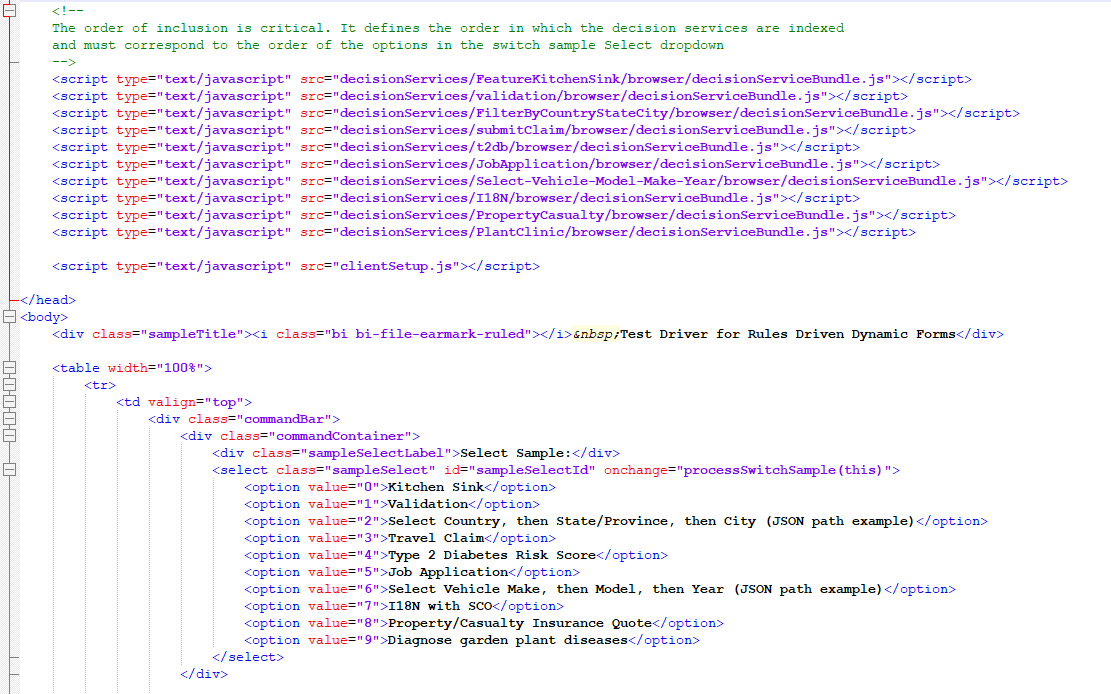 <!--
The order of inclusion is critical. It defines the order in which the decision services are indexed
and must correspond to the order of the options in the switch sample Select dropdown
-->
<script type="text/javascript" src="decisionServices/FeatureKitchenSink/browser/decisionServiceBundle.js"></script>
<script type="text/javascript" src="decisionServices/validation/browser/decisionServiceBundle.js"></script>
<script type="text/javascript" src="decisionServices/FilterByCountryStateCity/browser/decisionServiceBundle.js"></script>
<script type="text/javascript" src="decisionServices/submitClaim/browser/decisionServiceBundle.js"></script>
<script type="text/javascript" src="decisionServices/t2db/browser/decisionServiceBundle.js"></script>
<script type="text/javascript" src="decisionServices/JobApplication/browser/decisionServiceBundle.js"></script>
<script type="text/javascript" src="decisionServices/Select-Vehicle-Model-Make-Year/browser/decisionServiceBundle.js"></script>
<script type="text/javascript" src="decisionServices/I18N/browser/decisionServiceBundle.js"></script>
<script type="text/javascript" src="decisionServices/PropertyCasualty/browser/decisionServiceBundle.js"></script>
<script type="text/javascript" src="decisionServices/PlantClinic/browser/decisionServiceBundle.js"></script>
<script type="text/javascript" src="clientSetup.js"></script>
</head>
<body>
<div class="sampleTitle"><i class="bi bi-file-earmark-ruled"></i>&nbsp;Test Driver for Rules Driven Dynamic Forms</div>
<table width="100%">
<tr>
<td valign="top">
<div class="commandBar">
<div class="commandContainer">
<div class="sampleSelectLabel">Select Sample:</div>
<select class="sampleSelect" id="sampleSelectId" onchange="processSwitchSample(this)">
<option value="0">Kitchen Sink</option>
<option value="1">Validation</option>
<option value="2">Select Country, then State/Province, then City (JSON path example)</option>
<option value="3">Travel Claim</option>
<option value="4">Type 2 Diabetes Risk Score</option>
<option value="5">Job Application</option>
<option value="6">Select Vehicle Make, then Model, then Year (JSON path example)</option>
<option value="7">I18N with SCO</option>
<option value="8">Property/Casualty Insurance Quote</option>
<option value="9">Diagnose garden plant diseases</option>
</select>
</div>